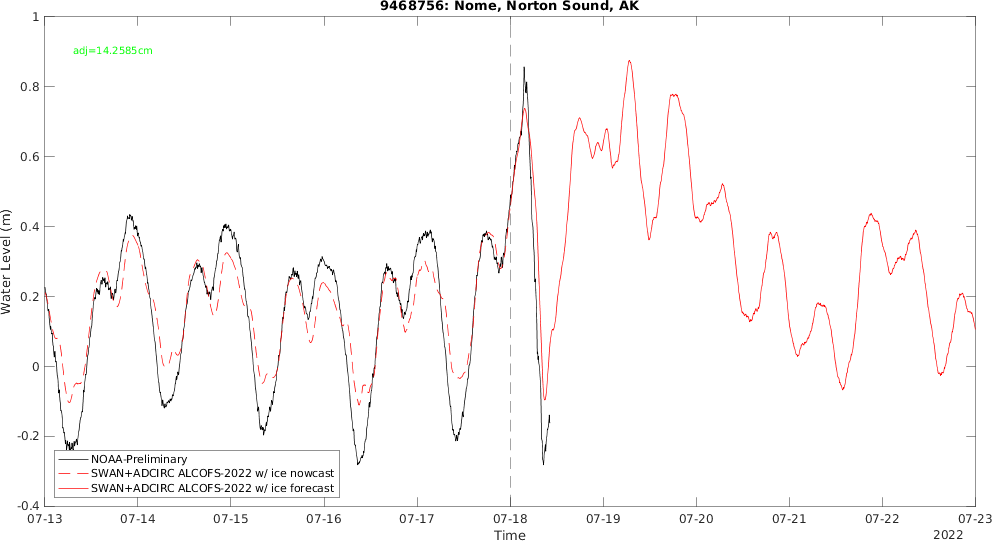 9468756: Nome, Norton Sound, AK
adj=14.2585cm
Water Level (m)
1
0.8
0.6
0.4
0.2
0
-0.2
-0.4
NOAA-Preliminary
SWAN+ADCIRC ALCOFS-2022 w/ ice nowcast
SWAN+ADCIRC ALCOFS-2022 w/ ice forecast
07-13 07-14 07-15 07-16 07-17 07-18 07-19 07-20 07-21 07-22 07-23
Time
2022